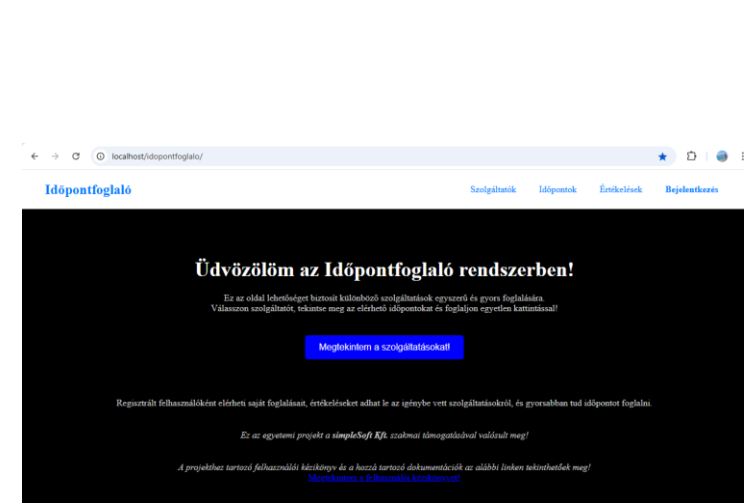 localhost/idopontfoglalo/
Időpontfoglaló
Szolgáltatók Időpontok Értékelések Bejelentkezés
Üdvözölöm az Időpontfoglaló rendszerben!
Ez az oldal lehetőséget biztosít különböző szolgáltatások egyszerű és gyors foglalására.
Válasszon szolgáltatót, tekintse meg az elérhető időpontokat és foglaljon egyetlen kattintással!
Megtekintem a szolgáltatásokat!
Regisztrált felhasználóként elérheti saját foglalásait, értékeléseket adhat le az igénybe vett szolgáltatásokról, és gyorsabban tud időpontot foglalni.
Ez az egyetemi projekt a simpleSoft Kft. szakmai támogatásával valósult meg!
A projekthez tartozó felhasználói kézikönyv és a hozzá tartozó dokumentációk az alábbi linken tekinthetőek meg!
Megtekintem a felhasználói kézikönyvet!